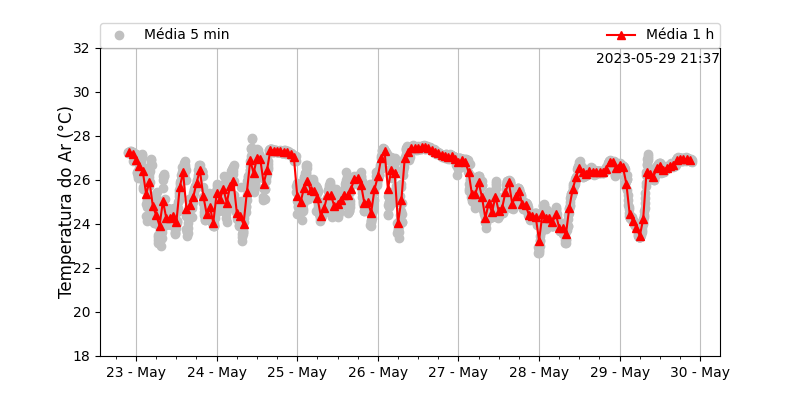 Média 5 min
Média 1 h
2023-05-29 21:37
Temperatura do Ar (°C)
32
30
28
26
24
22
20
18
23 - May
24 - May
25 - May
26 - May
27 - May
28 - May
29 - May
30 - May